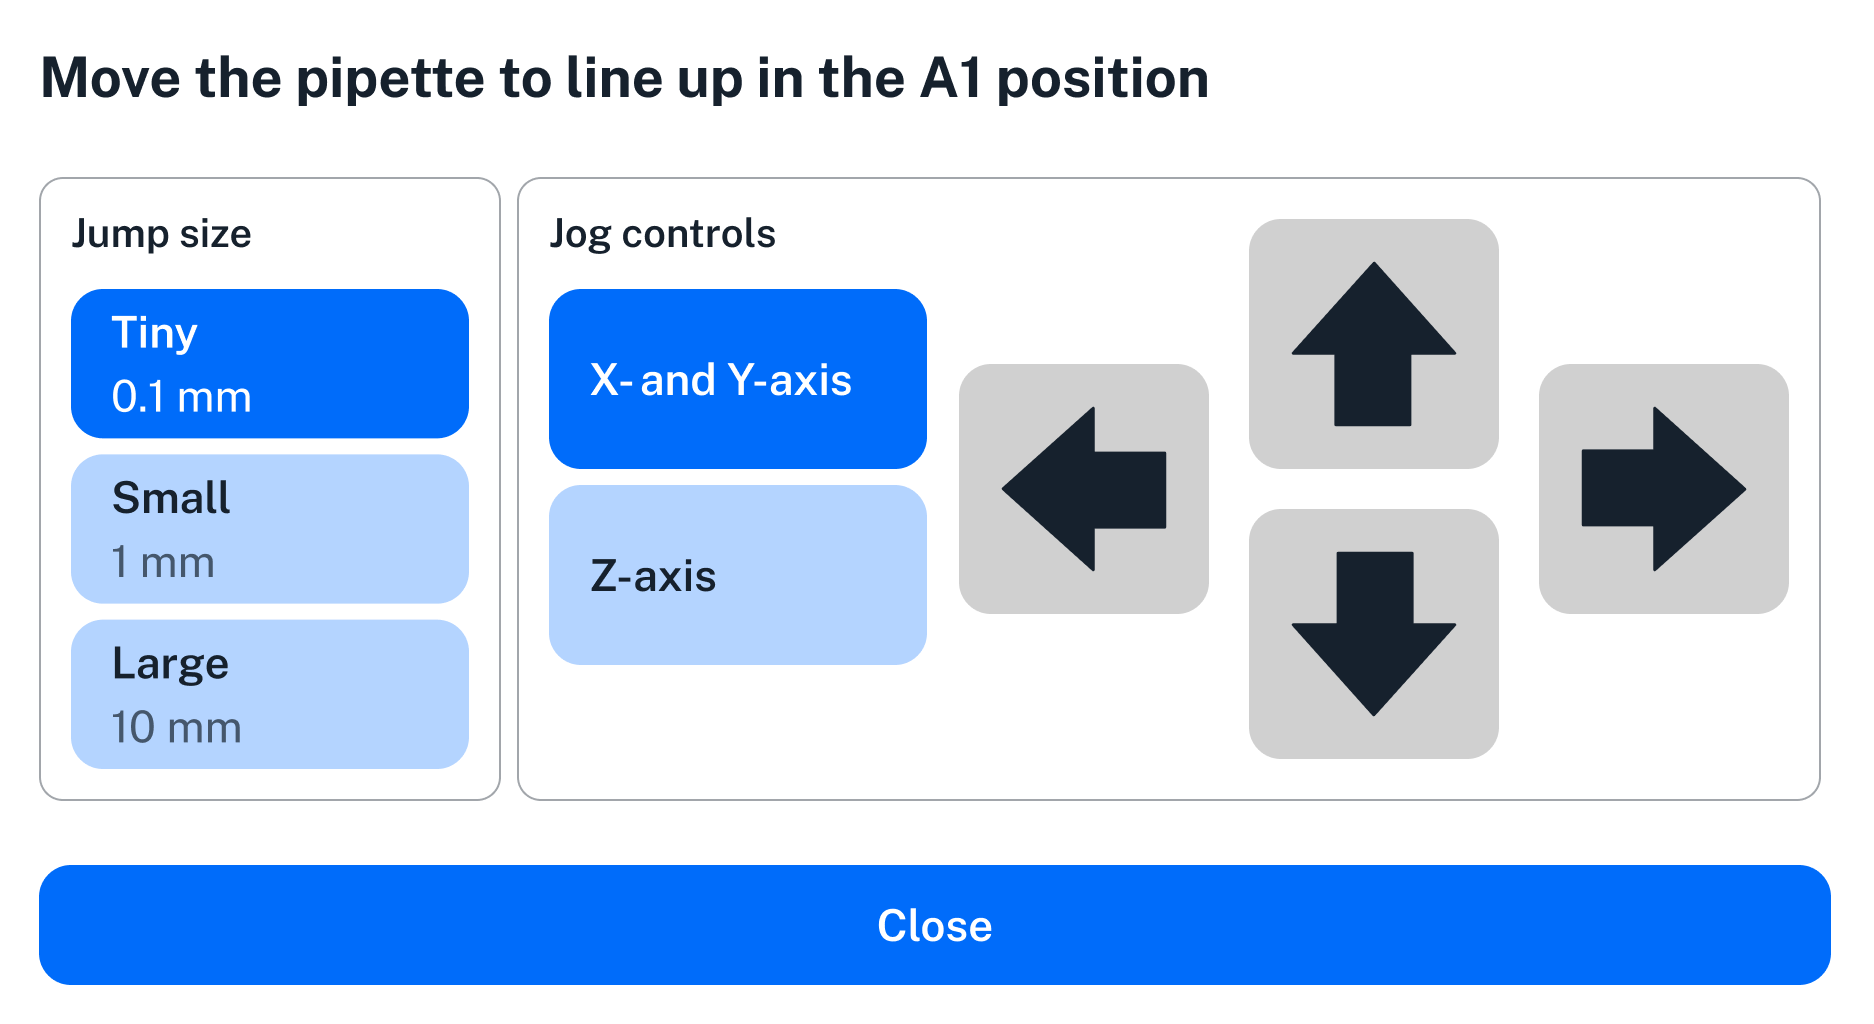 Move the pipette to line up in the A1 position
Jump size
Tiny
0.1 mm
Small
1 mm
Large
10 mm
Jog controls
X- and Y-axis
Z-axis
Close